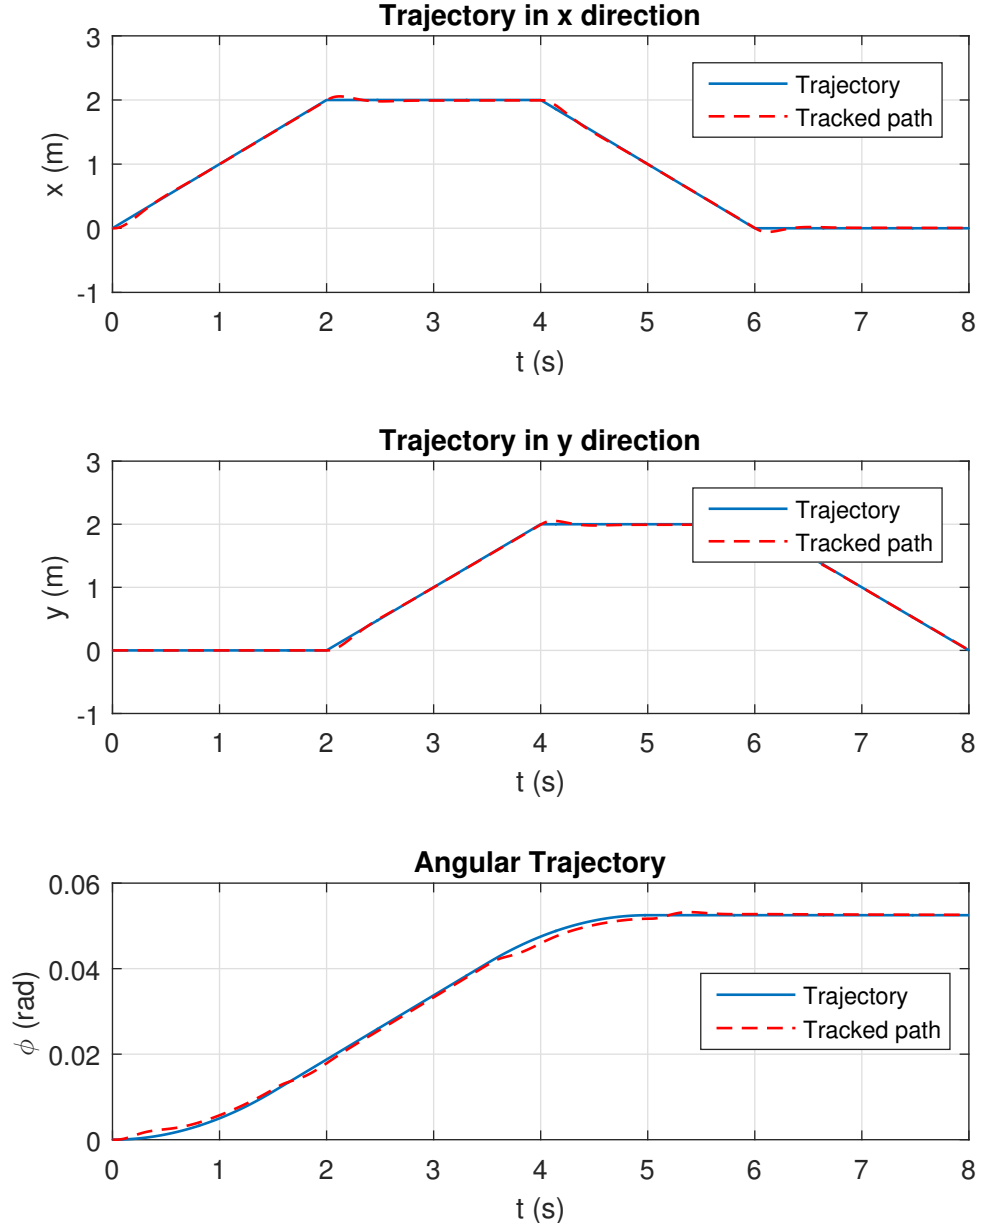 Trajectory in x direction
3
2
1
0
-1
x (m)
Trajectory
Tracked path
0 1 2 3 4 5 6 7 8
t (s)
Trajectory in y direction
3
2
1
0
-1
y (m)
Trajectory
Tracked path
0 1 2 3 4 5 6 7 8
t (s)
Angular Trajectory
0.06
0.04
0.02
0
ϕ (rad)
Trajectory
Tracked path
0 1 2 3 4 5 6 7 8
t (s)